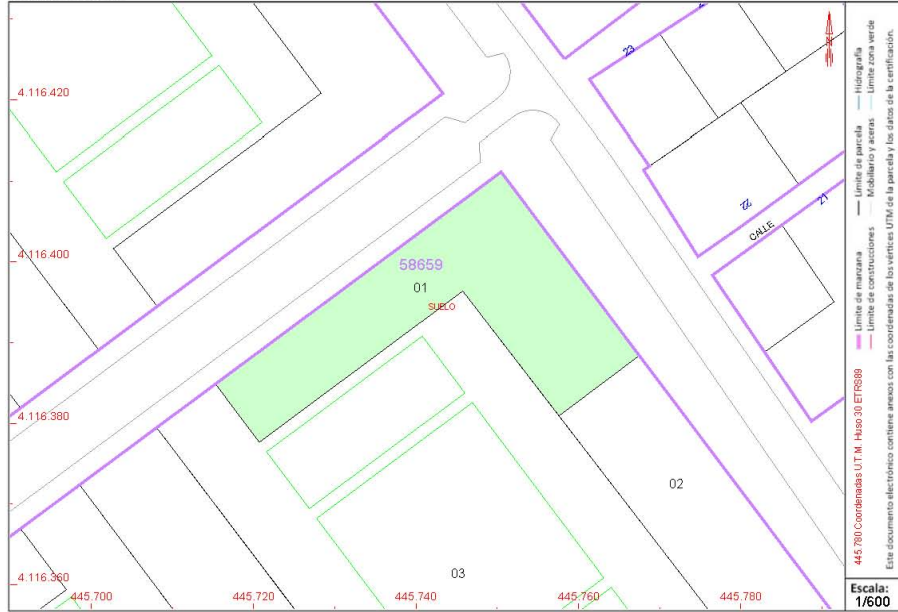 23
22
21
CALLE
4.116.420
4.116.400
4.116.380
4.116.360
58659
01
SUELO
02
03
445.700
445.720
445.740
445.760
445.780
N
Límite de manzana
Límite de parcela
Hidrografía
Límite de construcciones
Mobiliario y aceras
Límite zona verde
445.780 Coordenadas U.T.M. Huso 30 ETRS89
Este documento electrónico contiene anexos con las coordenadas de los vértices UTM de la parcela y los datos de la certificación.
Escala:
1/600